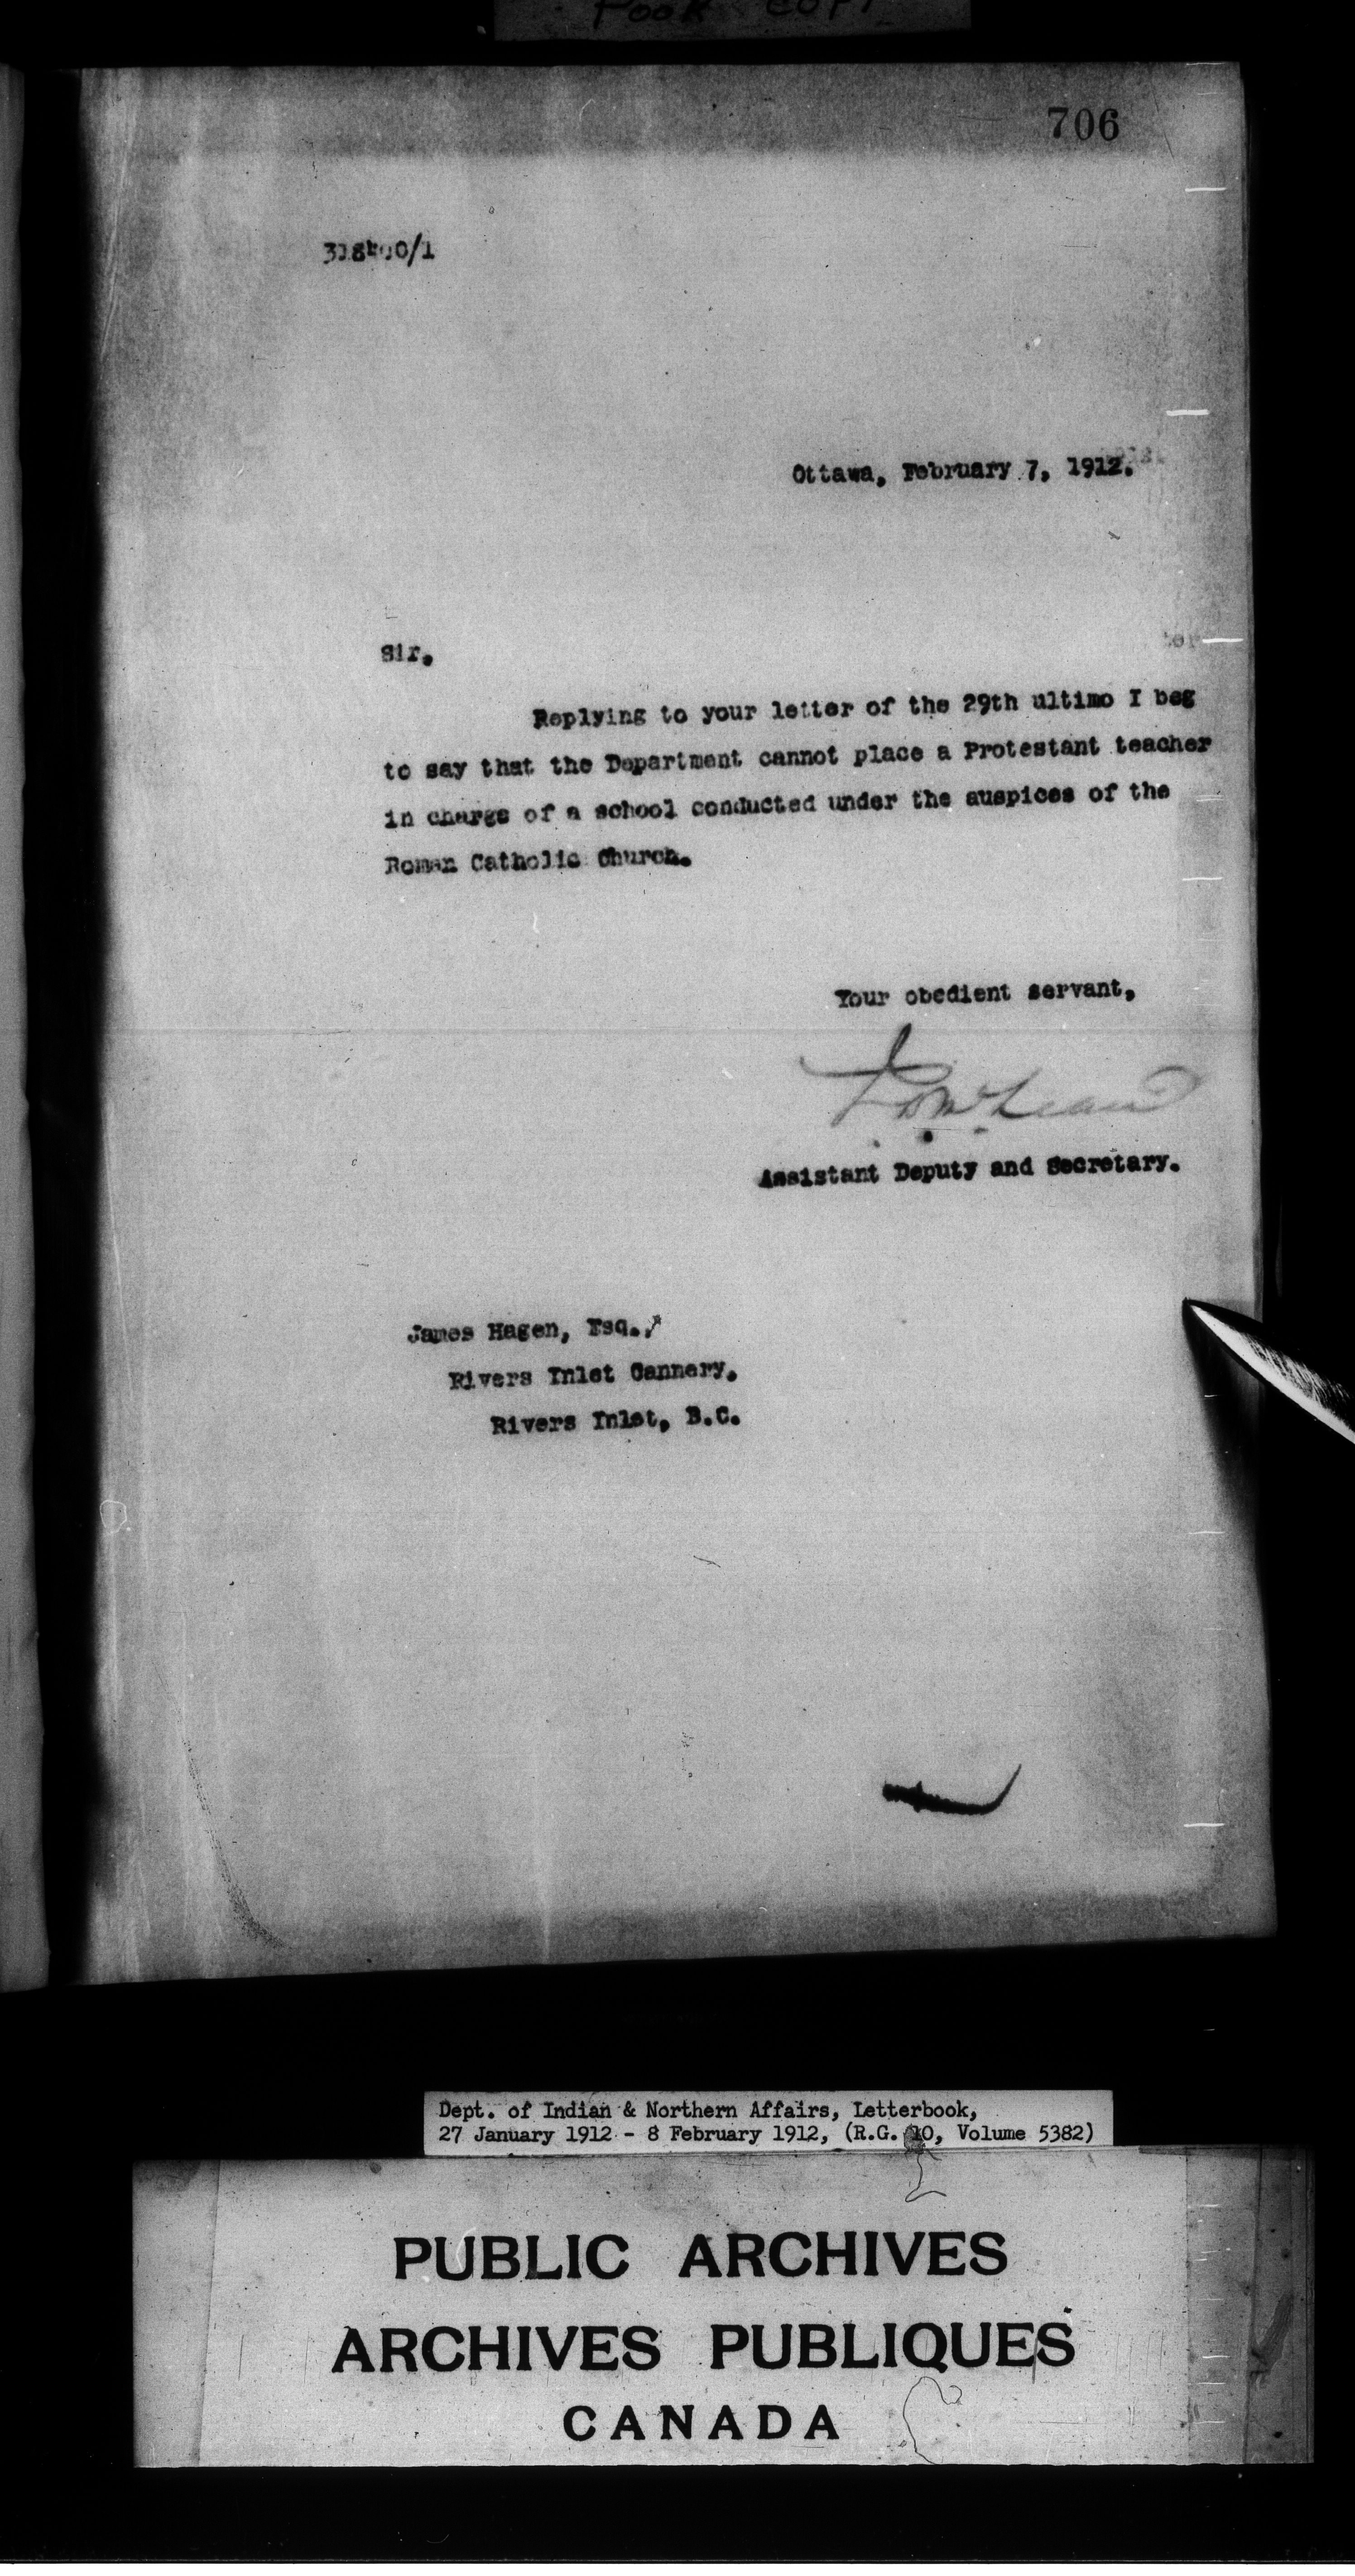 POOR COPY
706
Ottawa, February 7, 1912.
Sir.
Replying to your letter of the 29th ultimo I beg
to say that the Department cannot place a Protestant teacher
in charge of a school conducted under the auspices of the
Roman Catholic Church.
Your obedient servant,
Assistant Deputy and Secretary.
James Hagen, Esq.,
Rivers Inlet Cannery.
Rivers Inlet, B.C.
Dept. of Indian & Northern Affairs, Letterbook,
27 January 1912 - 8 February 1912, (R.G. 10, Volume 5382)
PUBLIC ARCHIVES
ARCHIVES PUBLIQUES
CANADA